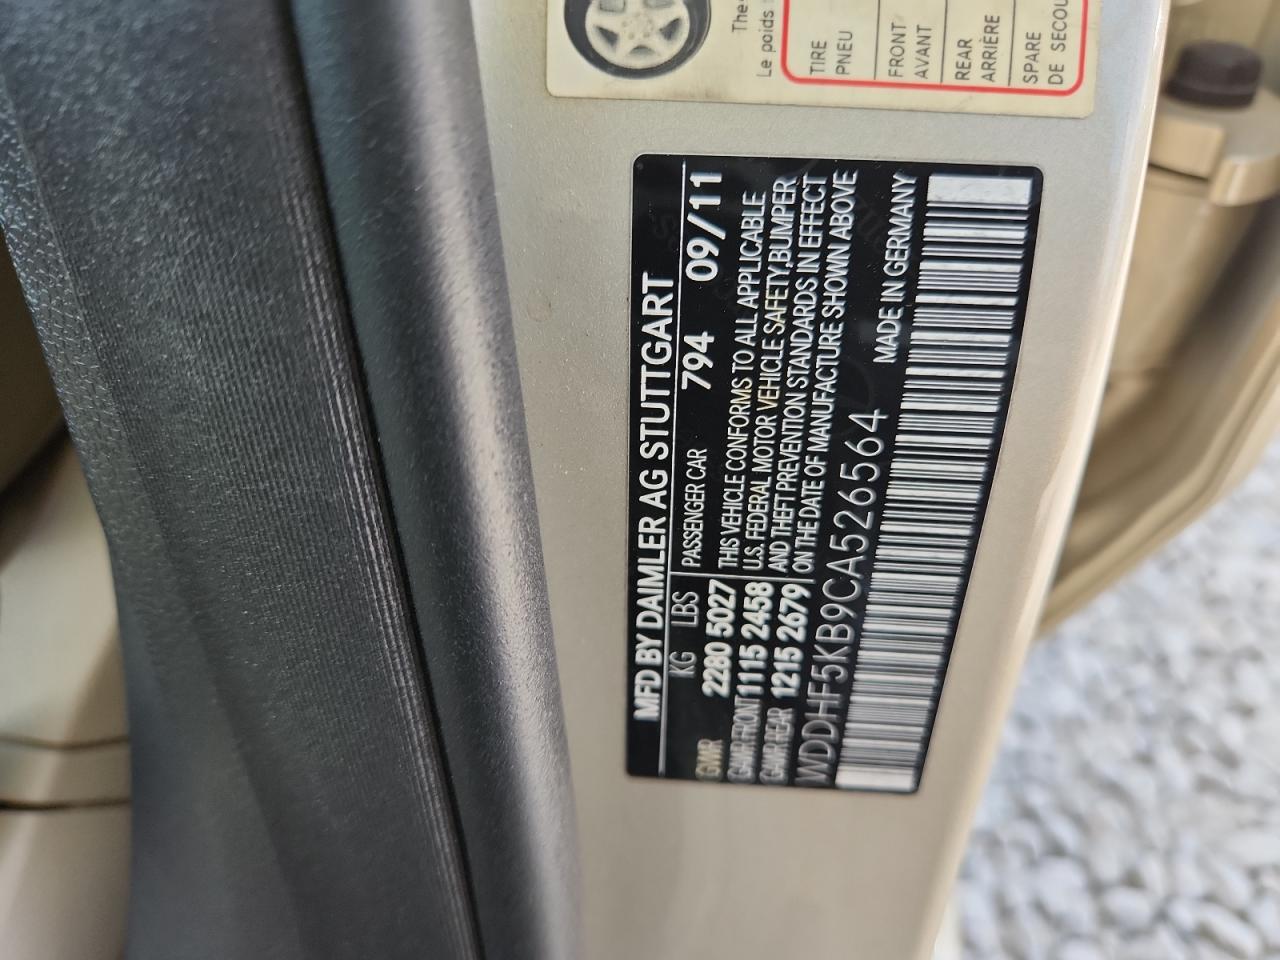 The
Le poids
TIRE
PNEU
FRONT
AVANT
REAR
ARRIÈRE
SPARE
DE SECOU
MFD BY DAIMLER AG STUTTGART
KG LBS PASSENGER CAR 794 09/11
GVWR 2280 5027 THIS VEHICLE CONFORMS TO ALL APPLICABLE
GAWR FRONT 1115 2458 U.S. FEDERAL MOTOR VEHICLE SAFETY,BUMPER
GAWR REAR 1215 2679 AND THEFT PREVENTION STANDARDS IN EFFECT
ON THE DATE OF MANUFACTURE SHOWN ABOVE
WDDHF5KB9CA526564 MADE IN GERMANY